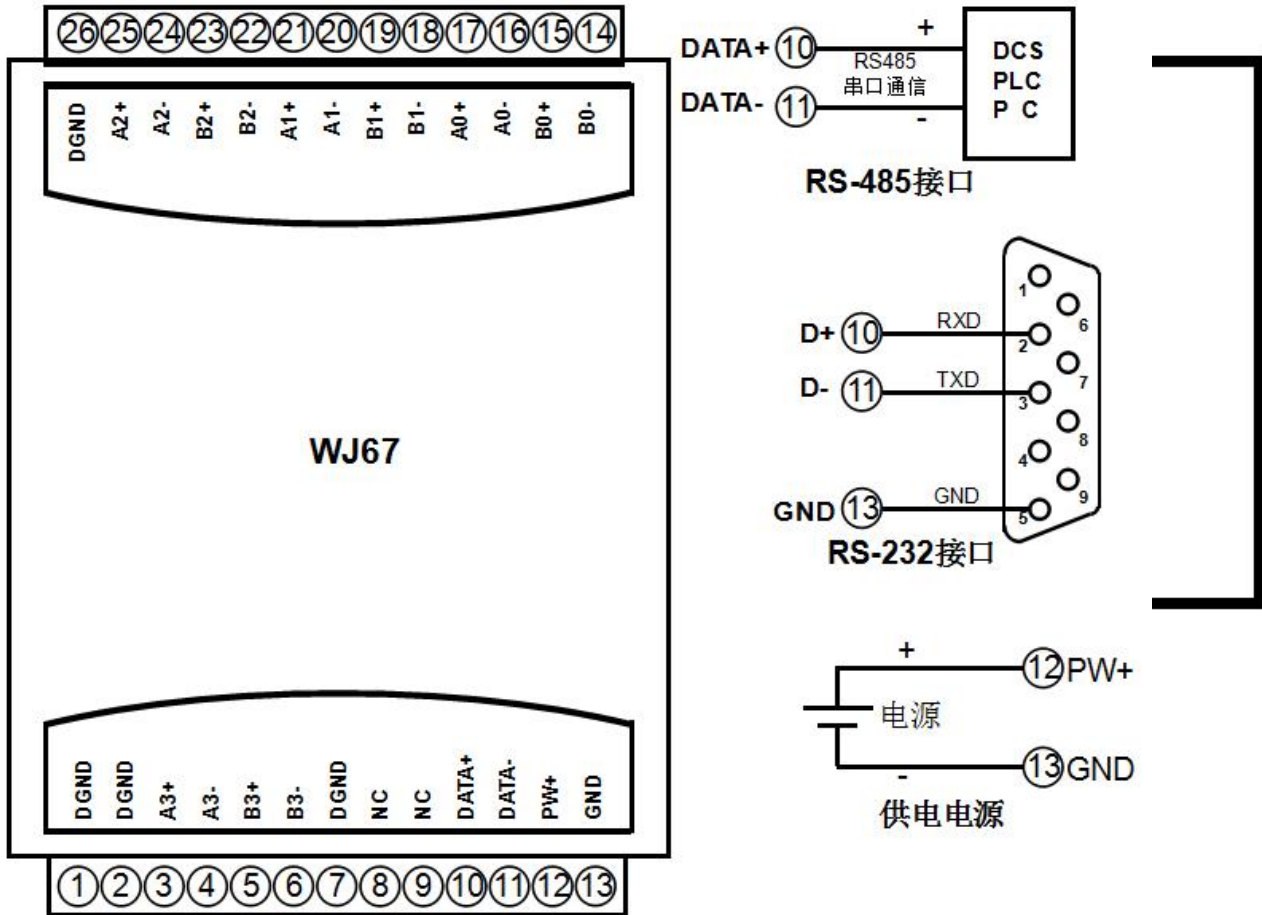 26 25 24 23 22 21 20 19 18 17 16 15 14
DGND A2+ A2- B2+ B2- A1+ A1- B1+ B1- A0+ A0- B0+ B0-
WJ67
DGND DGND A3+ A3- B3+ B3- DGND NC NC DATA+ DATA- PW+ GND
1 2 3 4 5 6 7 8 9 10 11 12 13
DATA+ 10 + DCS
RS485 PLC
串口通信
DATA- 11 - P C
RS-485接口
1
6
D+ 10 RXD 2
7
D- 11 TXD 3
8
4
9
GND 13 GND 5
RS-232接口
+ 12 PW+
电源
- 13 GND
供电电源